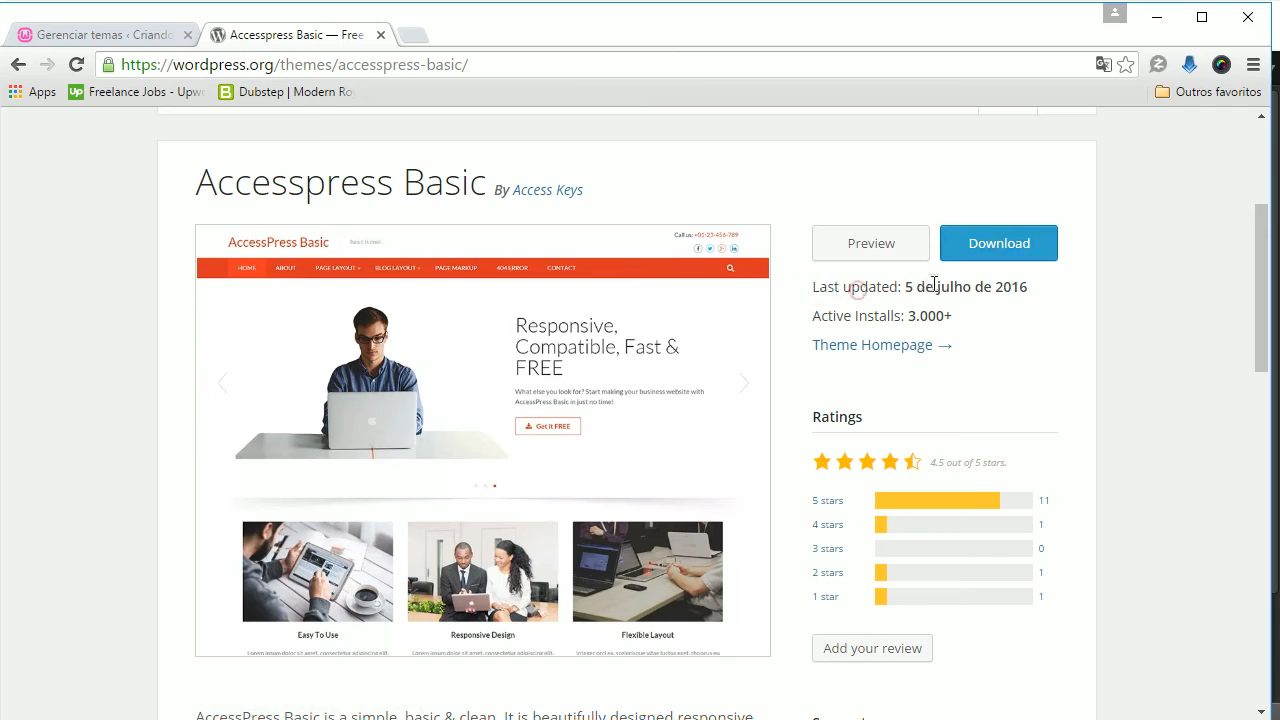 Gerenciar temas ‹ Criando
Accesspress Basic — Free
https://wordpress.org/themes/accesspress-basic/
Apps
Freelance Jobs - Upw
Dubstep | Modern Ro
Outros favoritos
Accesspress Basic By Access Keys
AccessPress Basic
Basic is cool.
Call us: +01-23-456-789
HOME ABOUT PAGE LAYOUT BLOG LAYOUT PAGE MARKUP 404 ERROR CONTACT
Responsive,
Compatible, Fast &
FREE
What else you look for? Start making your business website with
AccessPress Basic in just no time!
Get it FREE
Easy To Use
Responsive Design
Flexible Layout
Preview
Download
Last updated: 5 de julho de 2016
Active Installs: 3.000+
Theme Homepage →
Ratings
4.5 out of 5 stars.
5 stars 11
4 stars 1
3 stars 0
2 stars 1
1 star 1
Add your review
AccessPress Basic is a simple, basic & clean. It is beautifully designed responsive